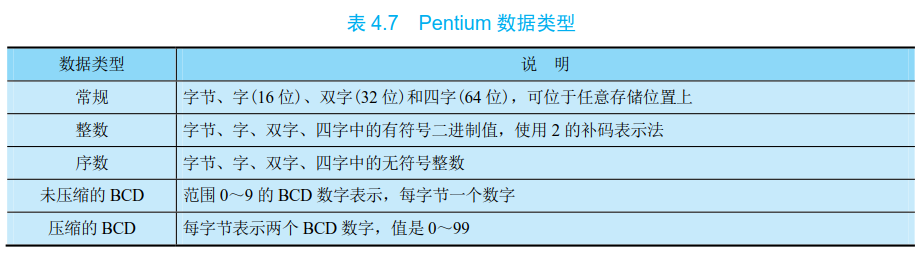 表 4.7 Pentium 数据类型
数据类型 说 明
常规 字节、字(16 位)、双字(32 位)和四字(64 位)，可位于任意存储位置上
整数 字节、字、双字、四字中的有符号二进制值，使用 2 的补码表示法
序数 字节、字、双字、四字中的无符号整数
未压缩的 BCD 范围 0～9 的 BCD 数字表示，每字节一个数字
压缩的 BCD 每字节表示两个 BCD 数字，值是 0～99